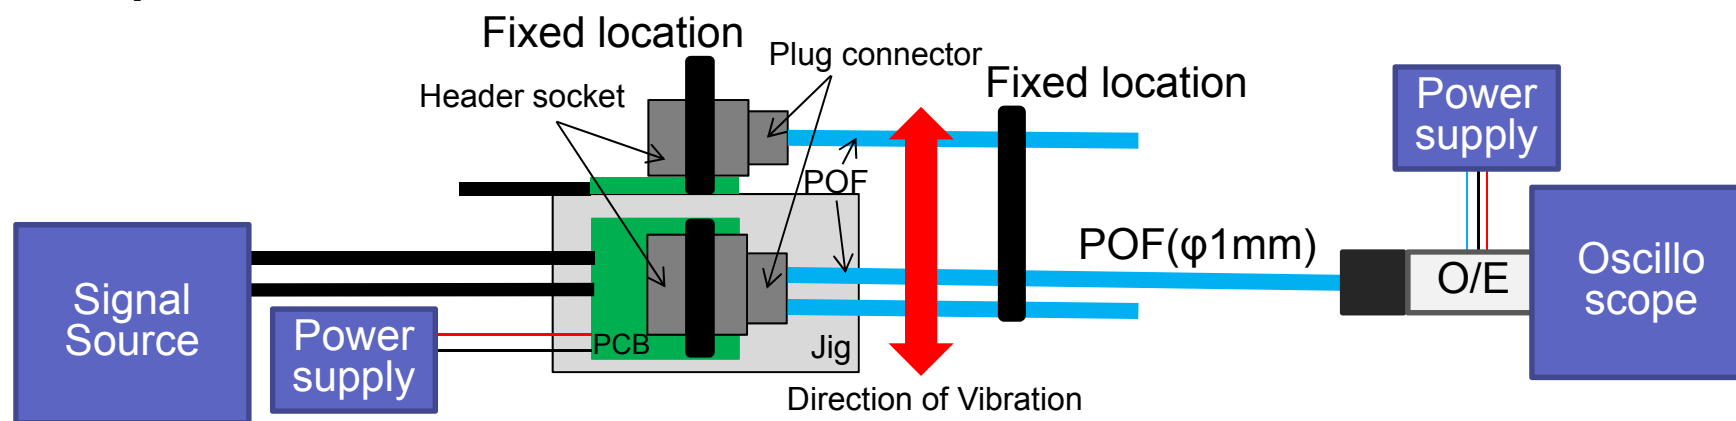 Fixed location
Plug connector
Header socket
Fixed location
Power
supply
POF
POF(φ1mm)
O/E
Oscillo
scope
Signal
Source
Power
supply
PCB
Jig
Direction of Vibration